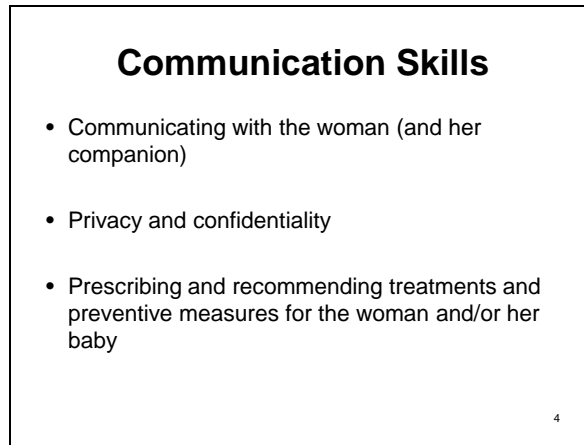 Communication Skills
• Communicating with the woman (and her
companion)
• Privacy and confidentiality
• Prescribing and recommending treatments and
preventive measures for the woman and/or her
baby
4